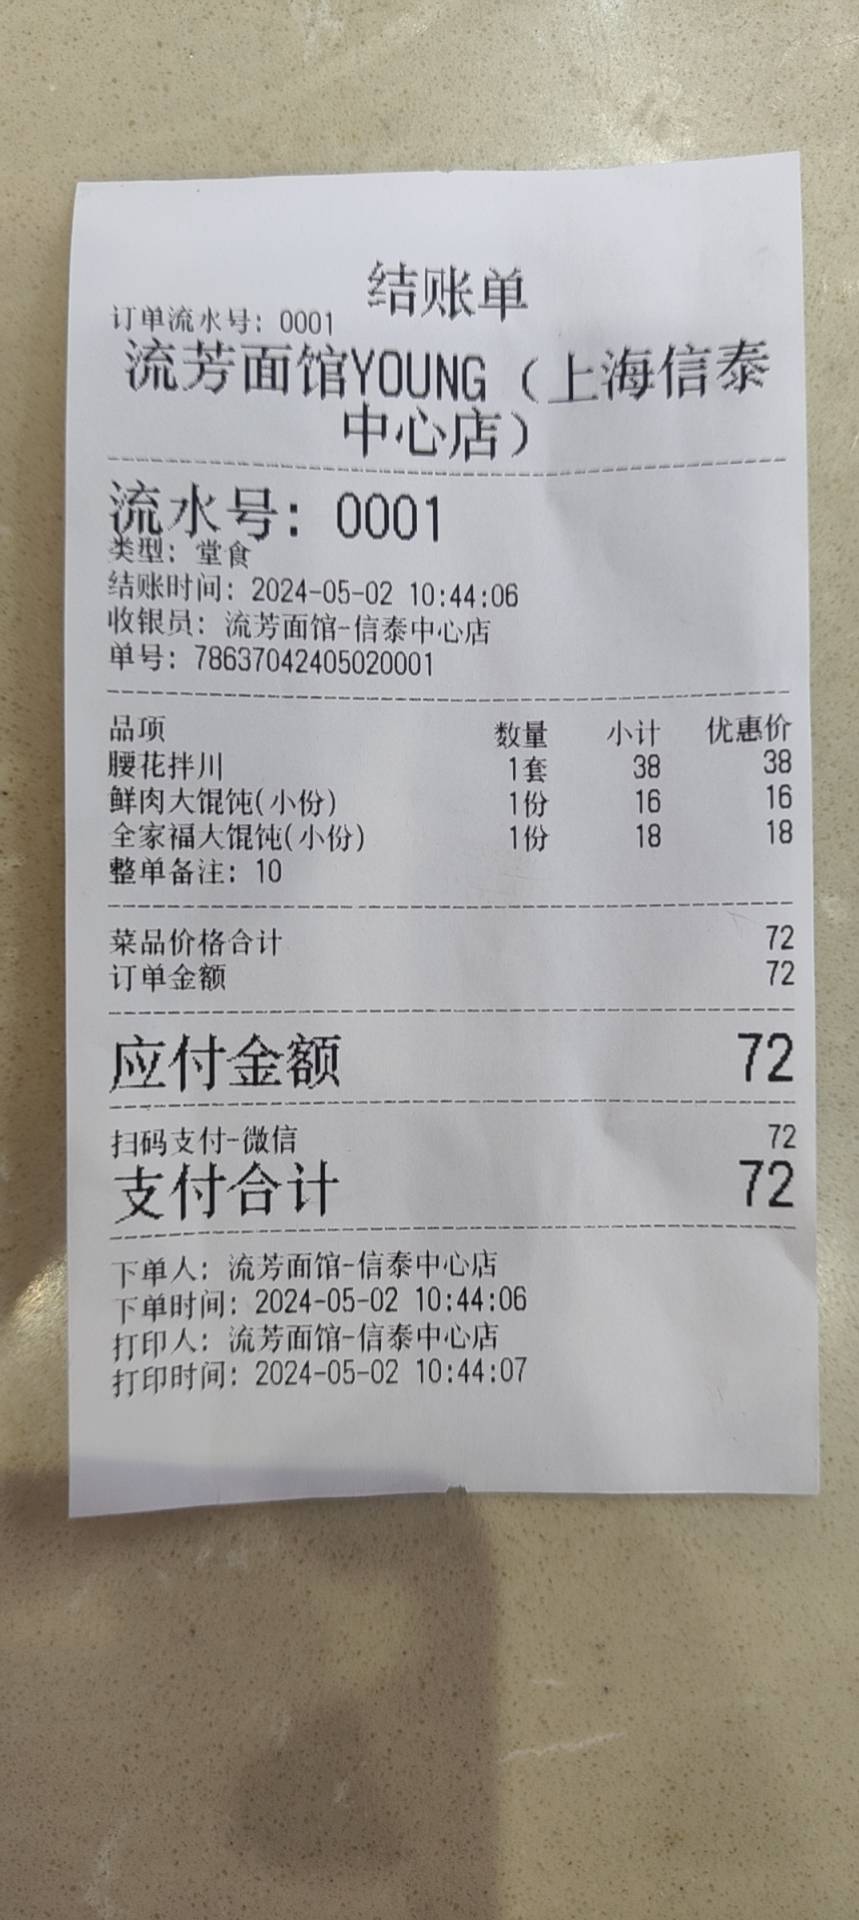 结账单
订单流水号: 0001
流芳面馆YOUNG（上海信泰
中心店）
流水号: 0001
类型: 堂食
结账时间: 2024-05-02 10:44:06
收银员: 流芳面馆-信泰中心店
单号: 78637042405020001
品项 数量 小计 优惠价
腰花拌川 1套 38 38
鲜肉大馄饨(小份) 1份 16 16
全家福大馄饨(小份) 1份 18 18
整单备注: 10
菜品价格合计 72
订单金额 72
应付金额 72
扫码支付-微信 72
支付合计 72
下单人: 流芳面馆-信泰中心店
下单时间: 2024-05-02 10:44:06
打印人: 流芳面馆-信泰中心店
打印时间: 2024-05-02 10:44:07